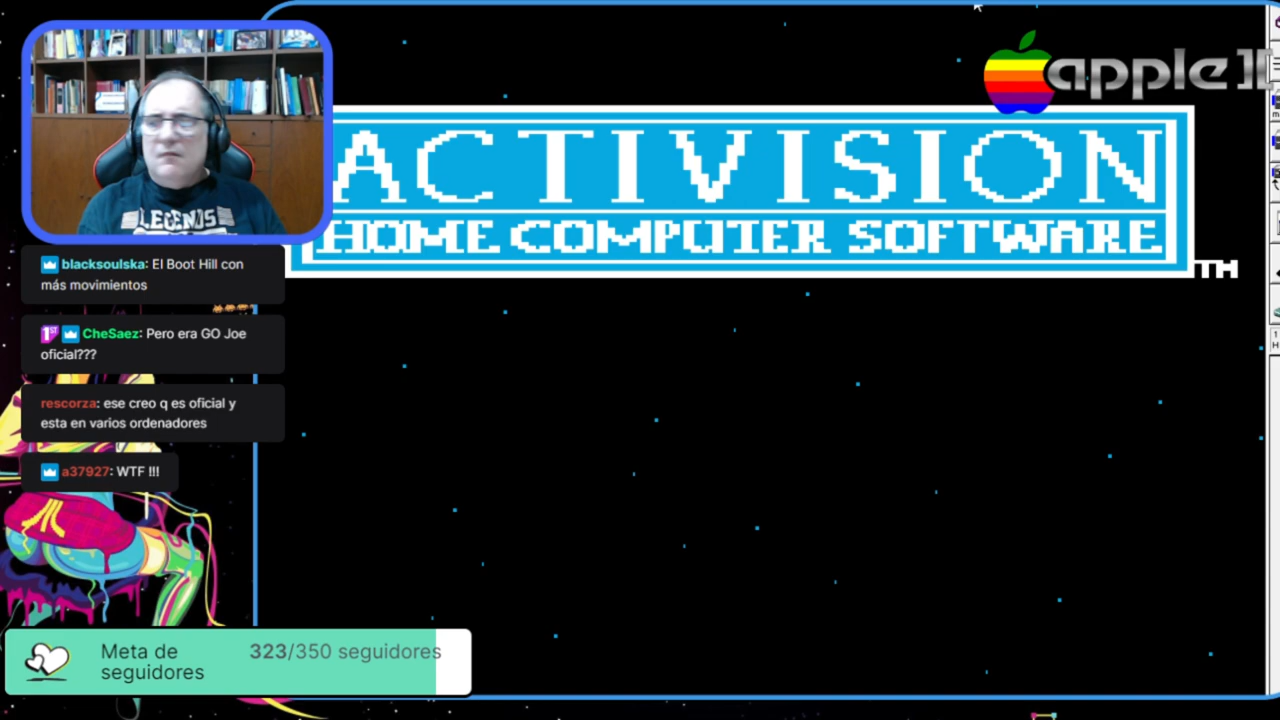 apple ][
ACTIVISION
HOME COMPUTER SOFTWARE
TM
LEGENDS
blacksoulska: El Boot Hill con
más movimientos
CheSaez: Pero era GO Joe
oficial???
rescorza: ese creo q es oficial y
esta en varios ordenadores
a37927: WTF !!!
Meta de
seguidores
323/350 seguidores